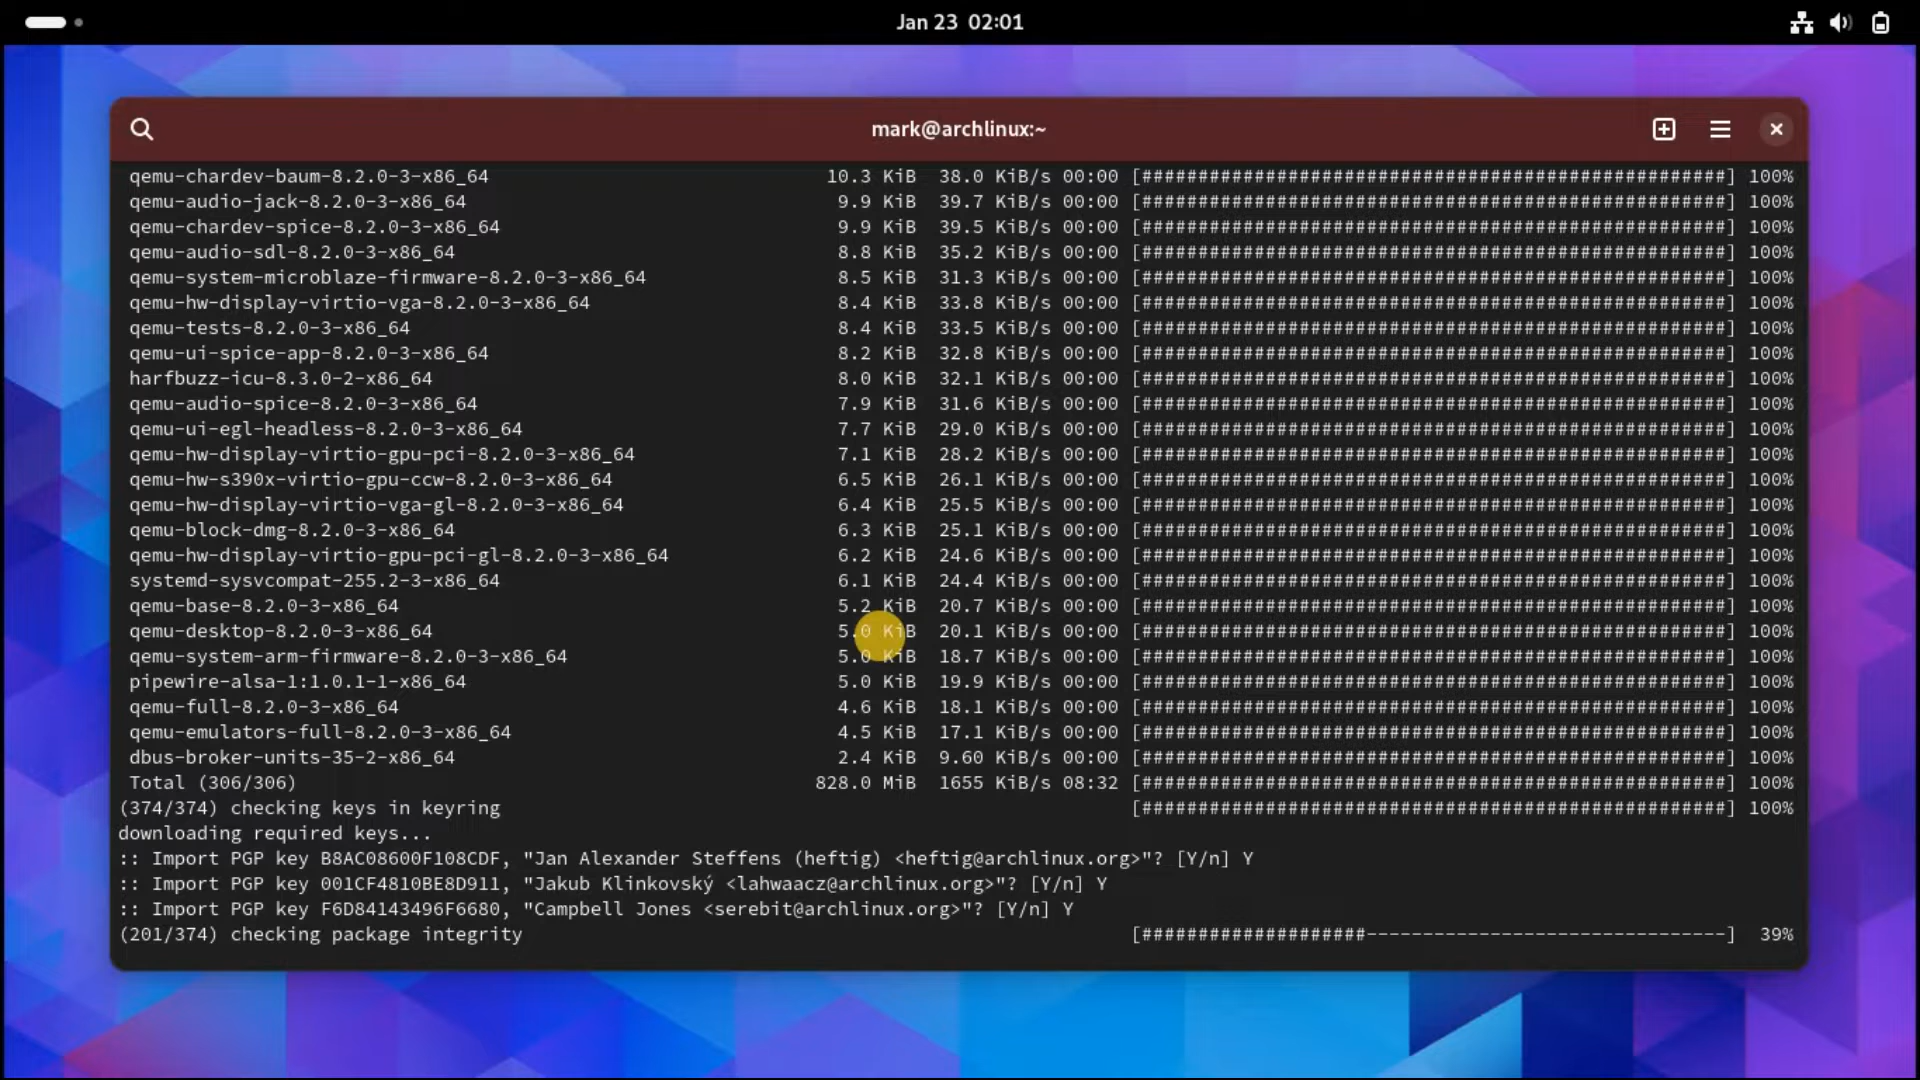 Jan 23 02:01
mark@archlinux:~
qemu-chardev-baum-8.2.0-3-x86_64 10.3 KiB 38.0 KiB/s 00:00 [####################################################] 100%
qemu-audio-jack-8.2.0-3-x86_64 9.9 KiB 39.7 KiB/s 00:00 [####################################################] 100%
qemu-chardev-spice-8.2.0-3-x86_64 9.9 KiB 39.5 KiB/s 00:00 [####################################################] 100%
qemu-audio-sdl-8.2.0-3-x86_64 8.8 KiB 35.2 KiB/s 00:00 [####################################################] 100%
qemu-system-microblaze-firmware-8.2.0-3-x86_64 8.5 KiB 31.3 KiB/s 00:00 [####################################################] 100%
qemu-hw-display-virtio-vga-8.2.0-3-x86_64 8.4 KiB 33.8 KiB/s 00:00 [####################################################] 100%
qemu-tests-8.2.0-3-x86_64 8.4 KiB 33.5 KiB/s 00:00 [####################################################] 100%
qemu-ui-spice-app-8.2.0-3-x86_64 8.2 KiB 32.8 KiB/s 00:00 [####################################################] 100%
harfbuzz-icu-8.3.0-2-x86_64 8.0 KiB 32.1 KiB/s 00:00 [####################################################] 100%
qemu-audio-spice-8.2.0-3-x86_64 7.9 KiB 31.6 KiB/s 00:00 [####################################################] 100%
qemu-ui-egl-headless-8.2.0-3-x86_64 7.7 KiB 29.0 KiB/s 00:00 [####################################################] 100%
qemu-hw-display-virtio-gpu-pci-8.2.0-3-x86_64 7.1 KiB 28.2 KiB/s 00:00 [####################################################] 100%
qemu-hw-s390x-virtio-gpu-ccw-8.2.0-3-x86_64 6.5 KiB 26.1 KiB/s 00:00 [####################################################] 100%
qemu-hw-display-virtio-vga-gl-8.2.0-3-x86_64 6.4 KiB 25.5 KiB/s 00:00 [####################################################] 100%
qemu-block-dmg-8.2.0-3-x86_64 6.3 KiB 25.1 KiB/s 00:00 [####################################################] 100%
qemu-hw-display-virtio-gpu-pci-gl-8.2.0-3-x86_64 6.2 KiB 24.6 KiB/s 00:00 [####################################################] 100%
systemd-sysvcompat-255.2-3-x86_64 6.1 KiB 24.4 KiB/s 00:00 [####################################################] 100%
qemu-base-8.2.0-3-x86_64 5.2 KiB 20.7 KiB/s 00:00 [####################################################] 100%
qemu-desktop-8.2.0-3-x86_64 5.0 KiB 20.1 KiB/s 00:00 [####################################################] 100%
qemu-system-arm-firmware-8.2.0-3-x86_64 5.0 KiB 18.7 KiB/s 00:00 [####################################################] 100%
pipewire-alsa-1:1.0.1-1-x86_64 5.0 KiB 19.9 KiB/s 00:00 [####################################################] 100%
qemu-full-8.2.0-3-x86_64 4.6 KiB 18.1 KiB/s 00:00 [####################################################] 100%
qemu-emulators-full-8.2.0-3-x86_64 4.5 KiB 17.1 KiB/s 00:00 [####################################################] 100%
dbus-broker-units-35-2-x86_64 2.4 KiB 9.60 KiB/s 00:00 [####################################################] 100%
Total (306/306) 828.0 MiB 1655 KiB/s 08:32 [####################################################] 100%
(374/374) checking keys in keyring [####################################################] 100%
downloading required keys...
:: Import PGP key B8AC08600F108CDF, "Jan Alexander Steffens (heftig) <heftig@archlinux.org>"? [Y/n] Y
:: Import PGP key 001CF4810BE8D911, "Jakub Klinkovský <lahwaacz@archlinux.org>"? [Y/n] Y
:: Import PGP key F6D84143496F6680, "Campbell Jones <serebit@archlinux.org>"? [Y/n] Y
(201/374) checking package integrity [####################--------------------------------] 39%